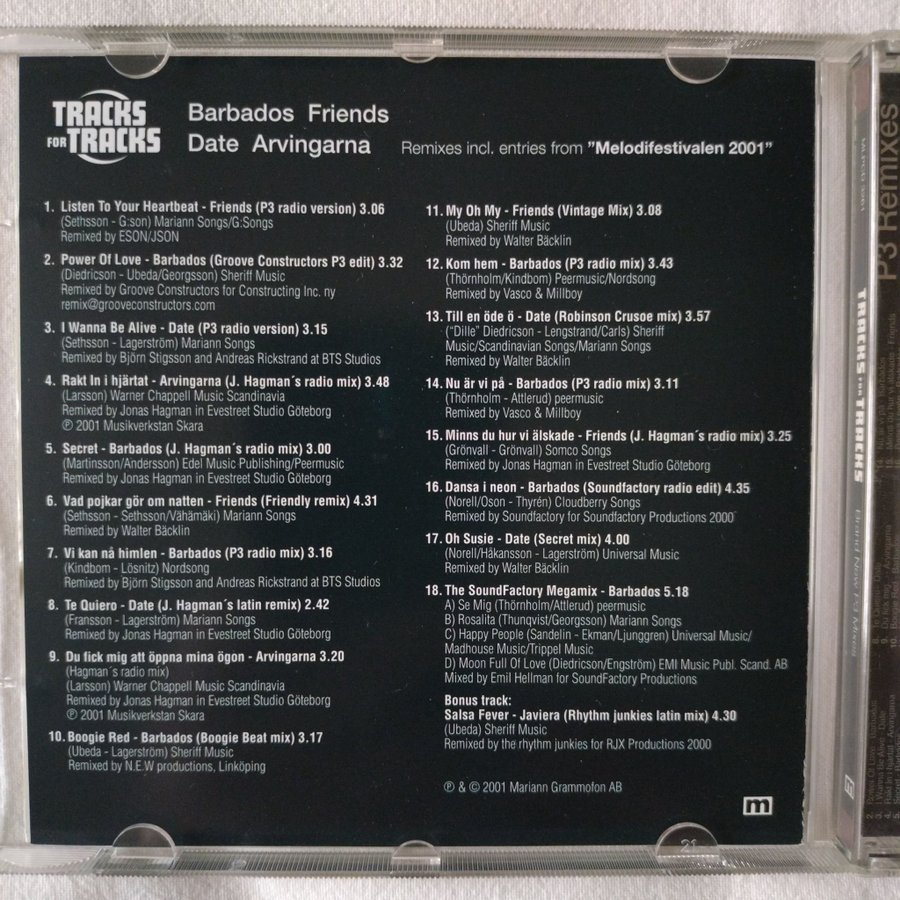 TRACKS
FOR TRACKS
Barbados Friends
Date Arvingarna
Remixes incl. entries from "Melodifestivalen 2001"
1. Listen To Your Heartbeat - Friends (P3 radio version) 3.06
(Sethsson - G:son) Mariann Songs/G:Songs
Remixed by ESON/JSON
2. Power Of Love - Barbados (Groove Constructors P3 edit) 3.32
(Diedricson - Ubeda/Georgsson) Sheriff Music
Remixed by Groove Constructors for Constructing Inc. ny
remix@grooveconstructors.com
3. I Wanna Be Alive - Date (P3 radio version) 3.15
(Sethsson - Lagerström) Mariann Songs
Remixed by Björn Stigsson and Andreas Rickstrand at BTS Studios
4. Rakt In i hjärtat - Arvingarna (J. Hagman´s radio mix) 3.48
(Larsson) Warner Chappell Music Scandinavia
Remixed by Jonas Hagman in Evestreet Studio Göteborg
℗ 2001 Musikverkstan Skara
5. Secret - Barbados (J. Hagman´s radio mix) 3.00
(Martinsson/Andersson) Edel Music Publishing/Peermusic
Remixed by Jonas Hagman in Evestreet Studio Göteborg
6. Vad pojkar gör om natten - Friends (Friendly remix) 4.31
(Sethsson - Sethsson/Vähämäki) Mariann Songs
Remixed by Walter Bäcklin
7. Vi kan nå himlen - Barbados (P3 radio mix) 3.16
(Kindbom - Lösnitz) Nordsong
Remixed by Björn Stigsson and Andreas Rickstrand at BTS Studios
8. Te Quiero - Date (J. Hagman´s latin remix) 2.42
(Fransson - Lagerström) Mariann Songs
Remixed by Jonas Hagman in Evestreet Studio Göteborg
9. Du fick mig att öppna mina ögon - Arvingarna 3.20
(Hagman´s radio mix)
(Larsson) Warner Chappell Music Scandinavia
Remixed by Jonas Hagman in Evestreet Studio Göteborg
℗ 2001 Musikverkstan Skara
10. Boogie Red - Barbados (Boogie Beat mix) 3.17
(Ubeda - Lagerström) Sheriff Music
Remixed by N.E.W productions, Linköping
11. My Oh My - Friends (Vintage Mix) 3.08
(Ubeda) Sheriff Music
Remixed by Walter Bäcklin
12. Kom hem - Barbados (P3 radio mix) 3.43
(Thörnholm/Kindbom) Peermusic/Nordsong
Remixed by Vasco & Millboy
13. Till en öde ö - Date (Robinson Crusoe mix) 3.57
("Dille" Diedricson - Lengstrand/Carls) Sheriff
Music/Scandinavian Songs/Mariann Songs
Remixed by Walter Bäcklin
14. Nu är vi på - Barbados (P3 radio mix) 3.11
(Thörnholm - Attlerud) peermusic
Remixed by Vasco & Millboy
15. Minns du hur vi älskade - Friends (J. Hagman´s radio mix) 3.25
(Grönvall - Grönvall) Somco Songs
Remixed by Jonas Hagman in Evestreet Studio Göteborg
16. Dansa i neon - Barbados (Soundfactory radio edit) 4.35
(Norell/Oson - Thyrén) Cloudberry Songs
Remixed by Soundfactory for Soundfactory Productions 2000
17. Oh Susie - Date (Secret mix) 4.00
(Norell/Håkansson - Lagerström) Universal Music
Remixed by Walter Bäcklin
18. The SoundFactory Megamix - Barbados 5.18
A) Se Mig (Thörnholm/Attlerud) peermusic
B) Rosalita (Thunqvist/Georgsson) Mariann Songs
C) Happy People (Sandelin - Ekman/Ljunggren) Universal Music/
Madhouse Music/Trippel Music
D) Moon Full Of Love (Diedricson/Engström) EMI Music Publ. Scand. AB
Mixed by Emil Hellman for SoundFactory Productions
Bonus track:
Salsa Fever - Javiera (Rhythm junkies latin mix) 4.30
(Ubeda) Sheriff Music
Remixed by the rhythm junkies for RJX Productions 2000
℗ & © 2001 Mariann Grammofon AB
m
21
P3 Remixes
TRACKS FOR TRACKS
Brand New P3 Mixes
m